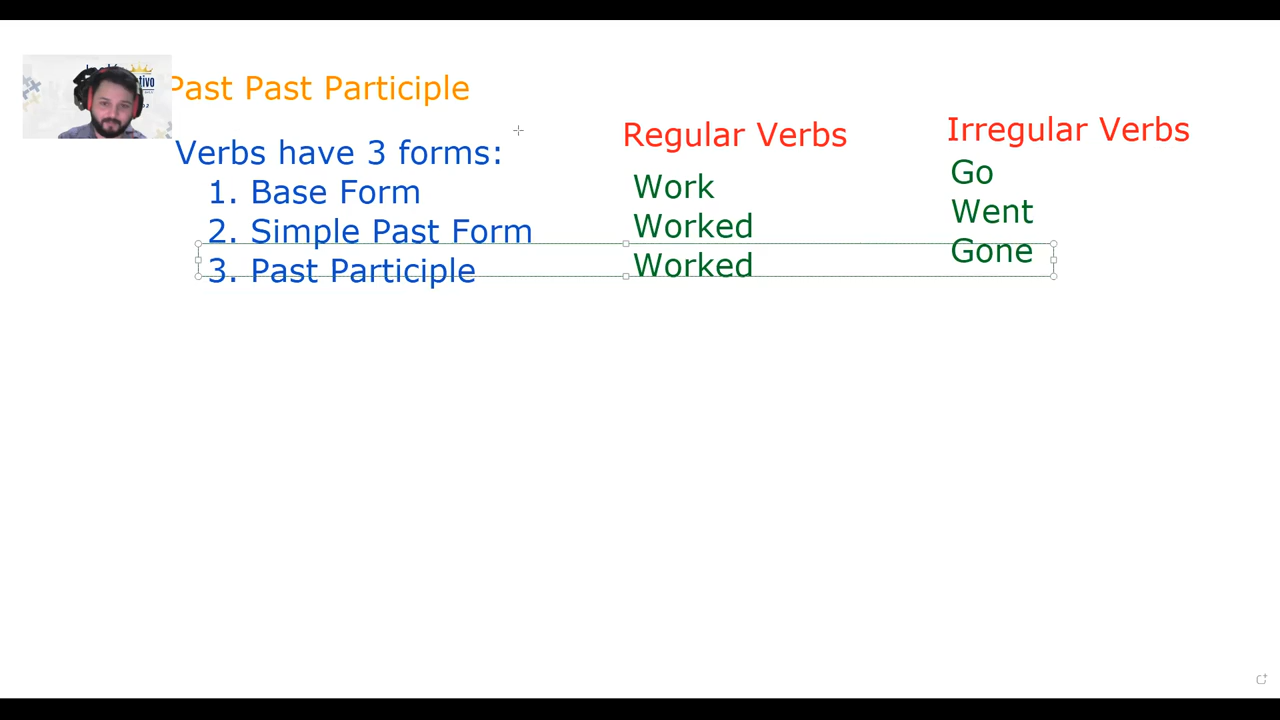 Past Past Participle
Verbs have 3 forms:
1. Base Form
2. Simple Past Form
3. Past Participle
Regular Verbs
Work
Worked
Worked
Irregular Verbs
Go
Went
Gone